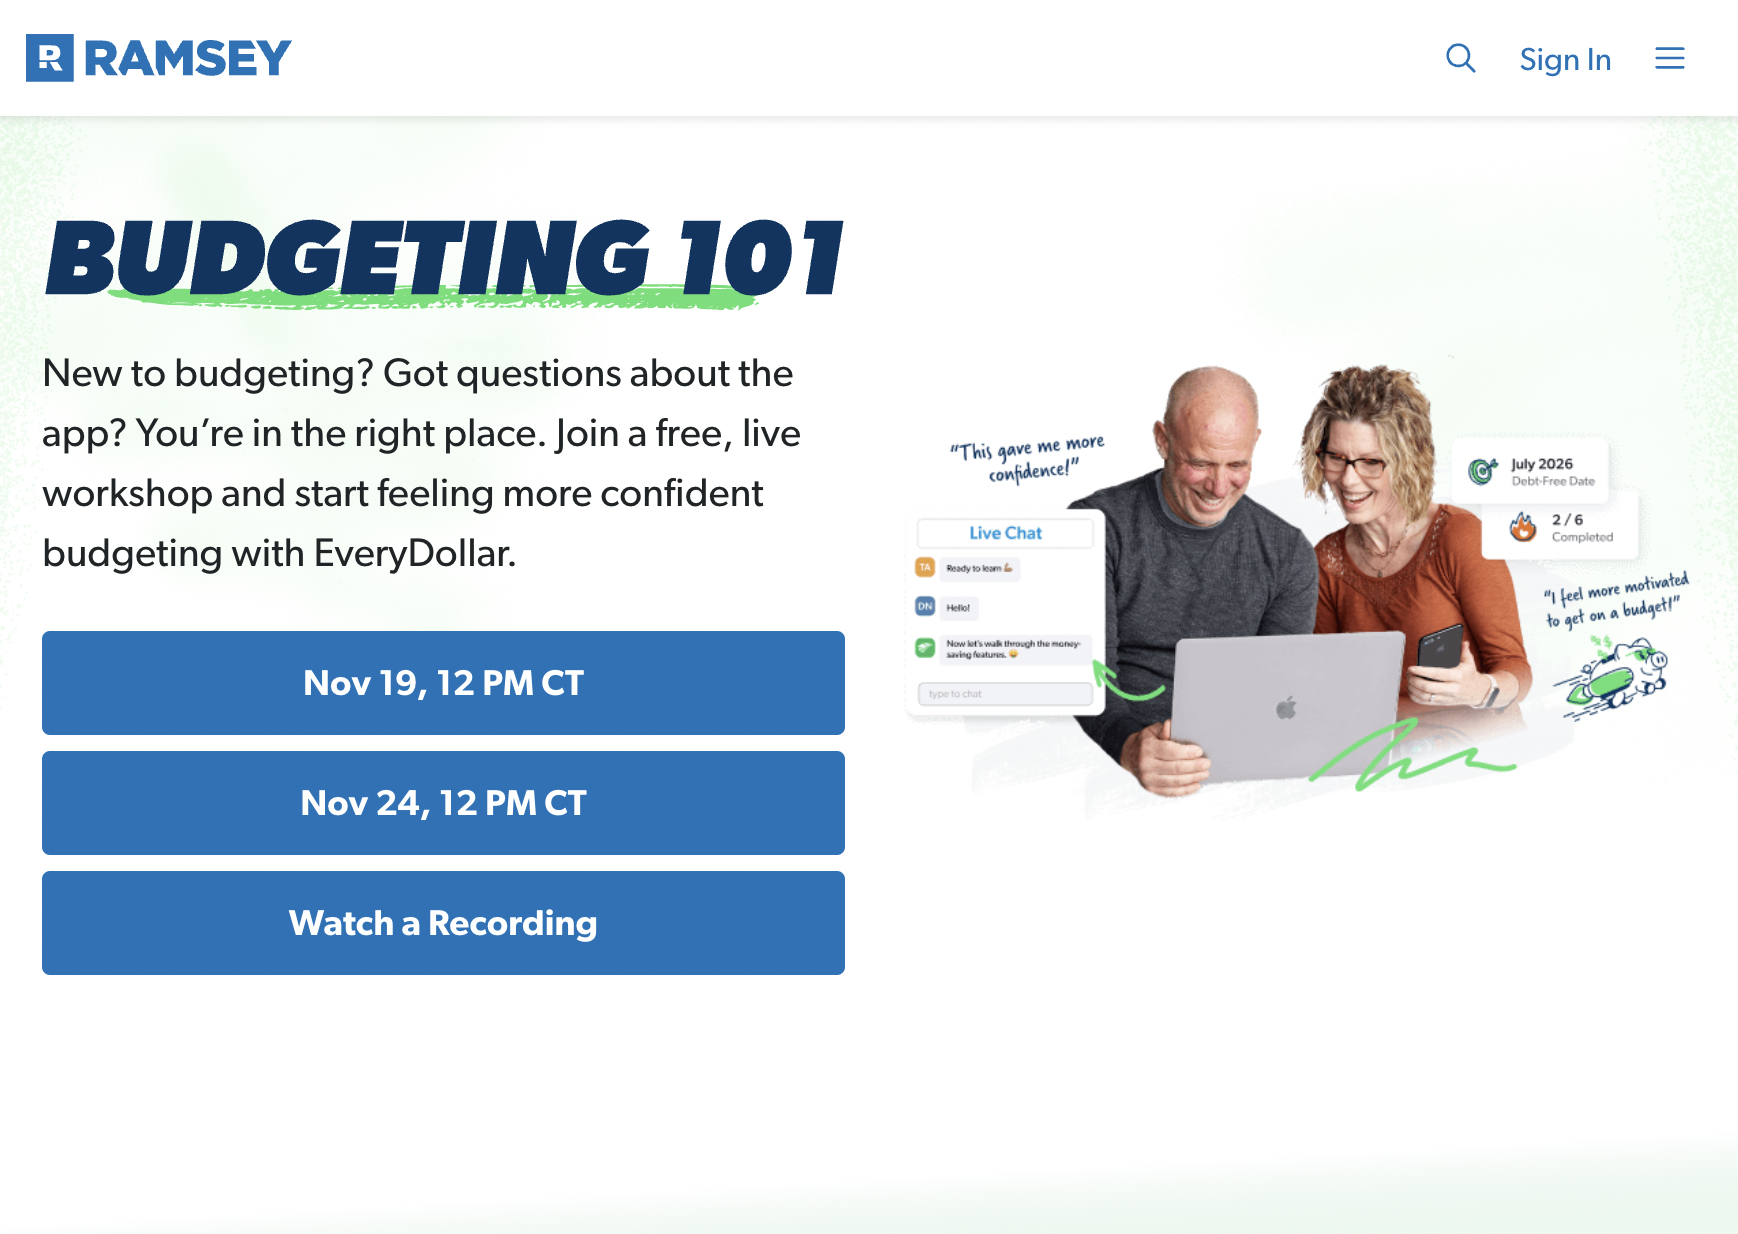 RAMSEY
Sign In
BUDGETING 101
New to budgeting? Got questions about the
app? You’re in the right place. Join a free, live
workshop and start feeling more confident
budgeting with EveryDollar.
Nov 19, 12 PM CT
Nov 24, 12 PM CT
Watch a Recording
“This gave me more
confidence!”
Live Chat
TA
Ready to learn 💪🏽
DN
Hello!
Now let's walk through the money-
saving features. 😄
type to chat
July 2026
Debt-Free Date
2 / 6
Completed
“I feel more motivated
to get on a budget!”